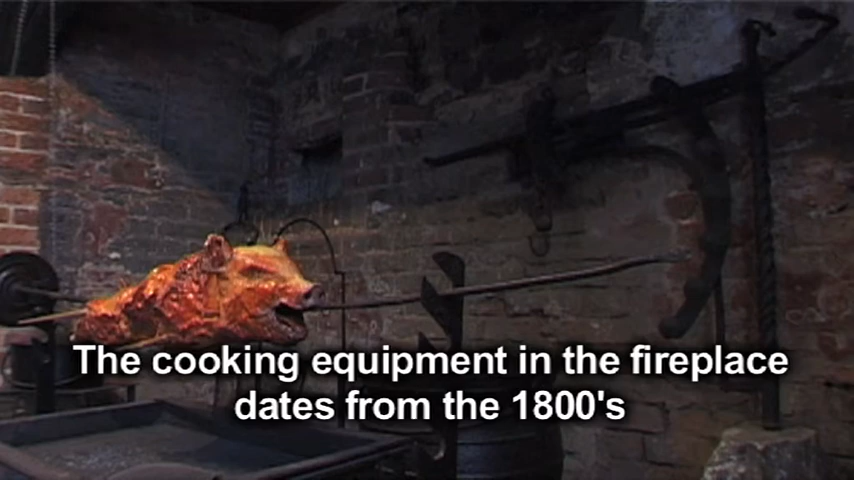 The cooking equipment in the fireplace
dates from the 1800's